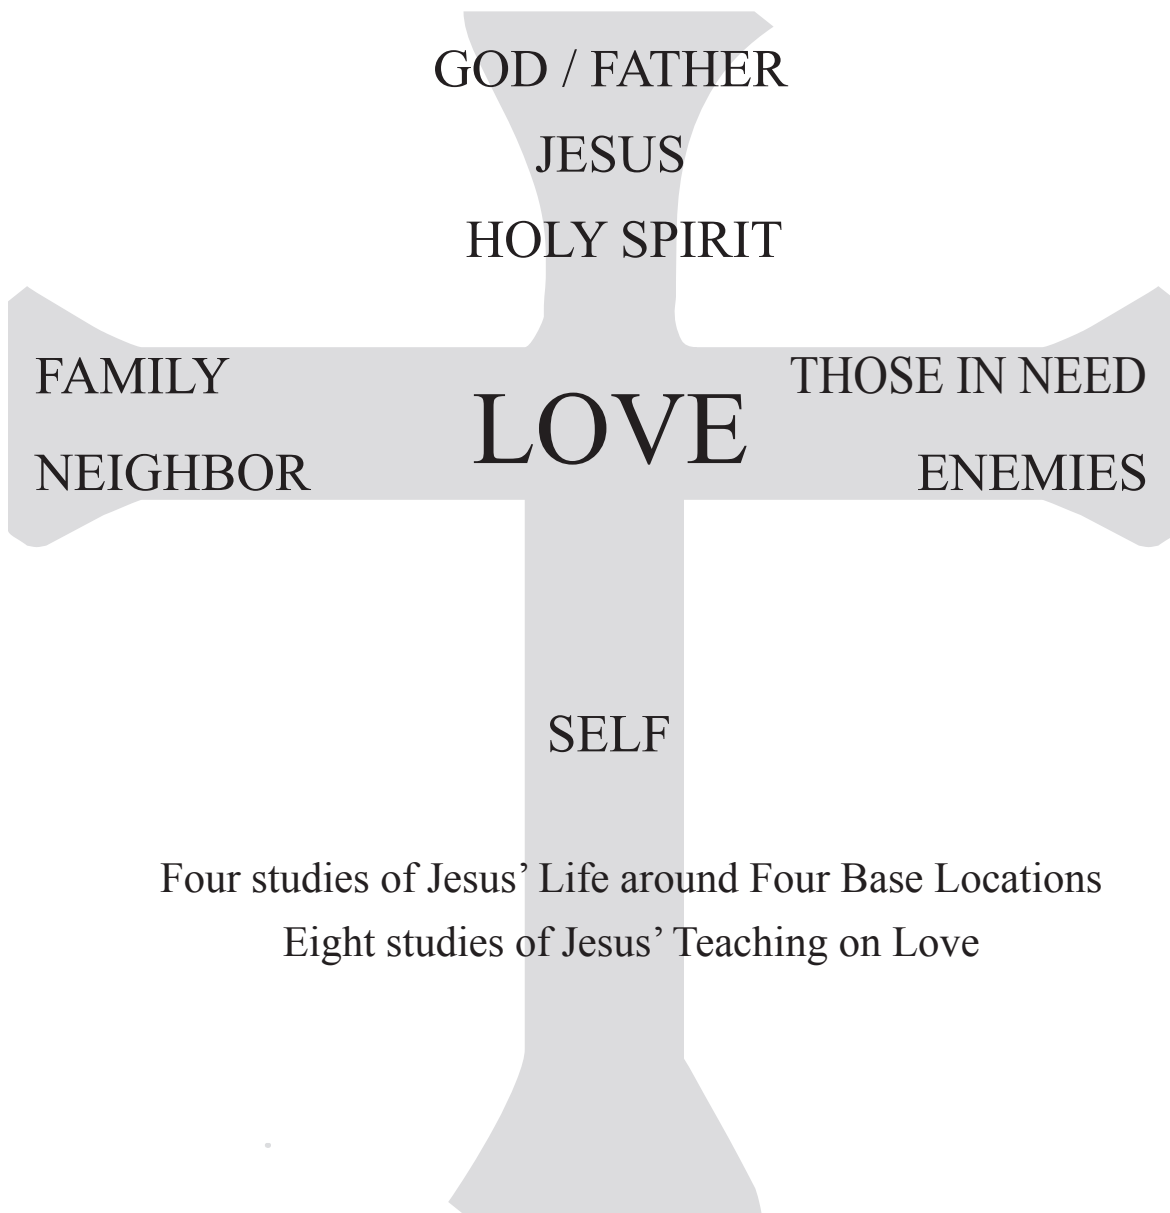 GOD / FATHER
JESUS
HOLY SPIRIT
FAMILY
THOSE IN NEED
LOVE
NEIGHBOR
ENEMIES
SELF
Four studies of Jesus’ Life around Four Base Locations
Eight studies of Jesus’ Teaching on Love